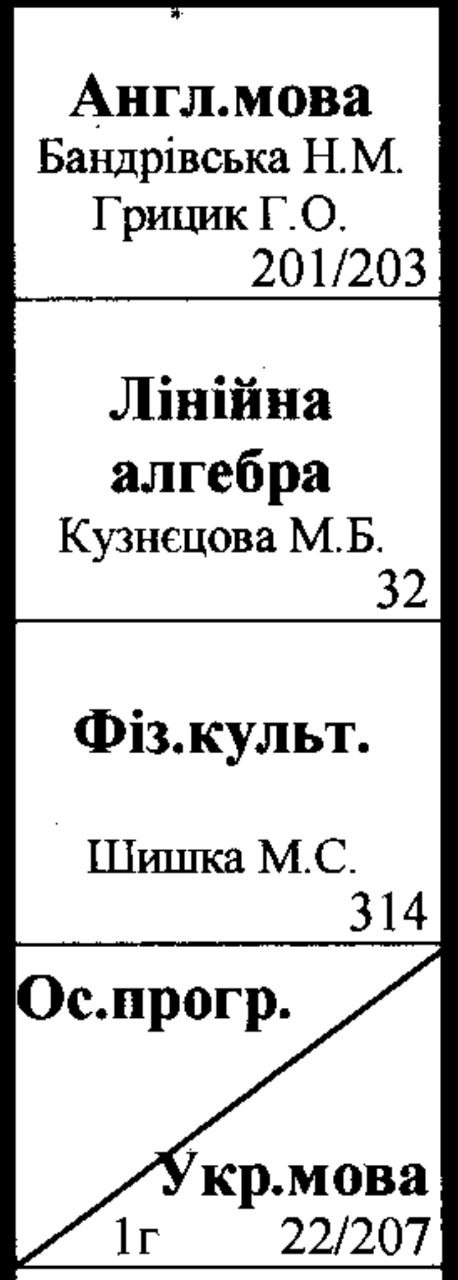 Англ.мова
Бандрівська Н.М.
Грицик Г.О.
201/203
Лінійна
алгебра
Кузнєцова М.Б.
32
Фіз.культ.
Шишка М.С.
314
Ос.прогр.
Укр.мова
1г 22/207